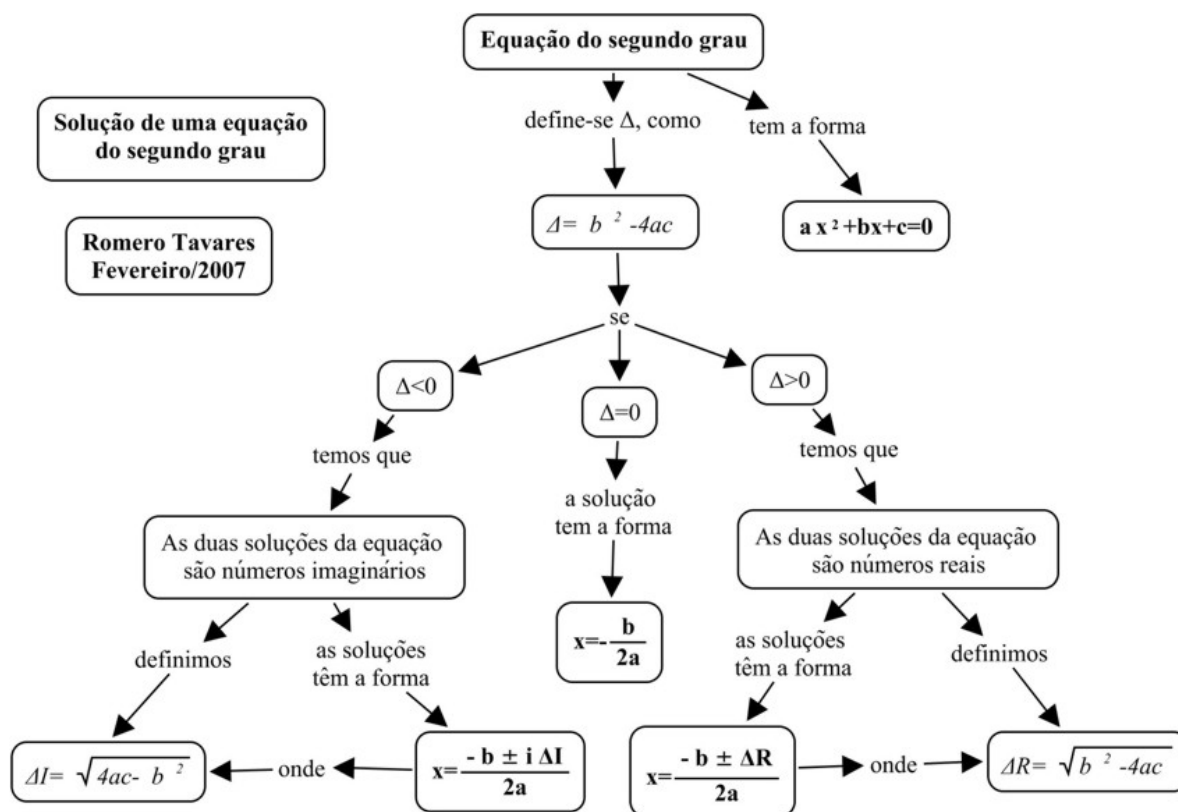 Equação do segundo grau
Solução de uma equação
do segundo grau
Romero Tavares
Fevereiro/2007
define-se Δ, como
tem a forma
Δ= b ² -4ac
a x ² +bx+c=0
se
Δ<0
Δ=0
Δ>0
temos que
a solução
tem a forma
temos que
As duas soluções da equação
são números imaginários
x=- b/2a
As duas soluções da equação
são números reais
definimos
as soluções
têm a forma
as soluções
têm a forma
definimos
ΔI= √4ac- b ²
onde
x= - b ± i ΔI/2a
x= - b ± ΔR/2a
onde
ΔR= √b ² -4ac